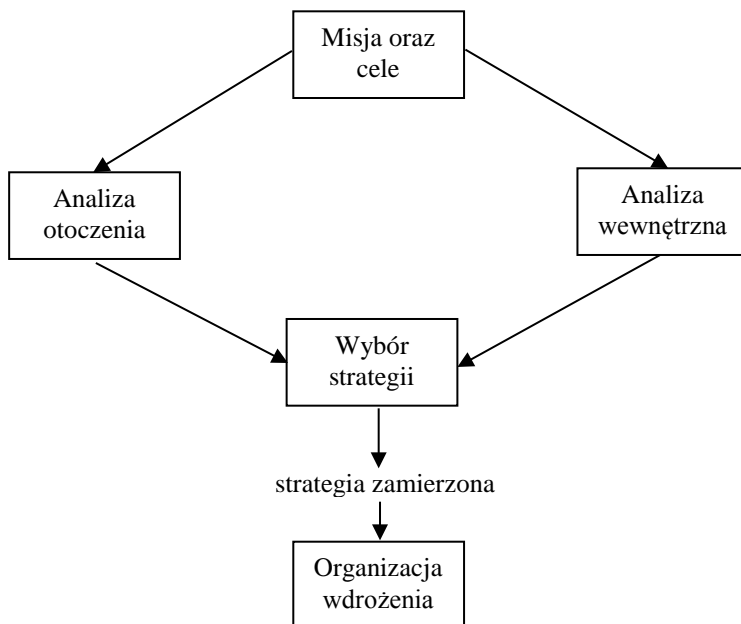 Misja oraz
cele
Analiza
otoczenia
Analiza
wewnętrzna
Wybór
strategii
strategia zamierzona
Organizacja
wdrożenia